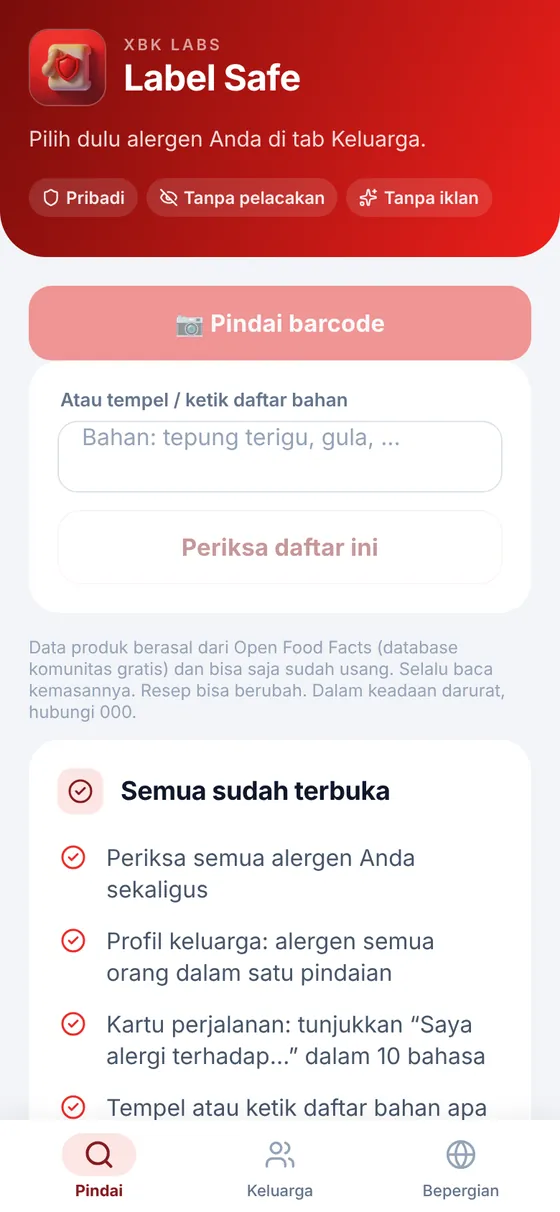 XBK LABS
Label Safe
Pilih dulu alergen Anda di tab Keluarga.
Pribadi
Tanpa pelacakan
Tanpa iklan
📷 Pindai barcode
Atau tempel / ketik daftar bahan
Bahan: tepung terigu, gula, ...
Periksa daftar ini
Data produk berasal dari Open Food Facts (database
komunitas gratis) dan bisa saja sudah usang. Selalu baca
kemasannya. Resep bisa berubah. Dalam keadaan darurat,
hubungi 000.
Semua sudah terbuka
Periksa semua alergen Anda
sekaligus
Profil keluarga: alergen semua
orang dalam satu pindaian
Kartu perjalanan: tunjukkan “Saya
alergi terhadap...” dalam 10 bahasa
Tempel atau ketik daftar bahan apa
Pindai
Keluarga
Bepergian